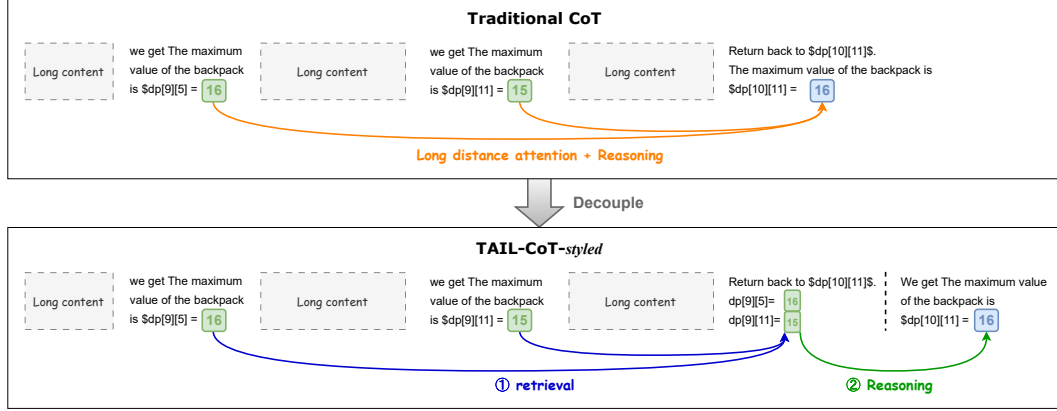 Traditional CoT
Long content
we get The maximum
value of the backpack
is $dp[9][5] = 16
Long content
we get The maximum
value of the backpack
is $dp[9][11] = 15
Long content
Return back to $dp[10][11]$.
The maximum value of the backpack is
$dp[10][11] = 16
Long distance attention + Reasoning
Decouple
TAIL-CoT-styled
Long content
we get The maximum
value of the backpack
is $dp[9][5] = 16
Long content
we get The maximum
value of the backpack
is $dp[9][11] = 15
Long content
Return back to $dp[10][11]$.
dp[9][5]= 16
dp[9][11]= 15
We get The maximum value
of the backpack is
$dp[10][11] = 16
① retrieval
② Reasoning